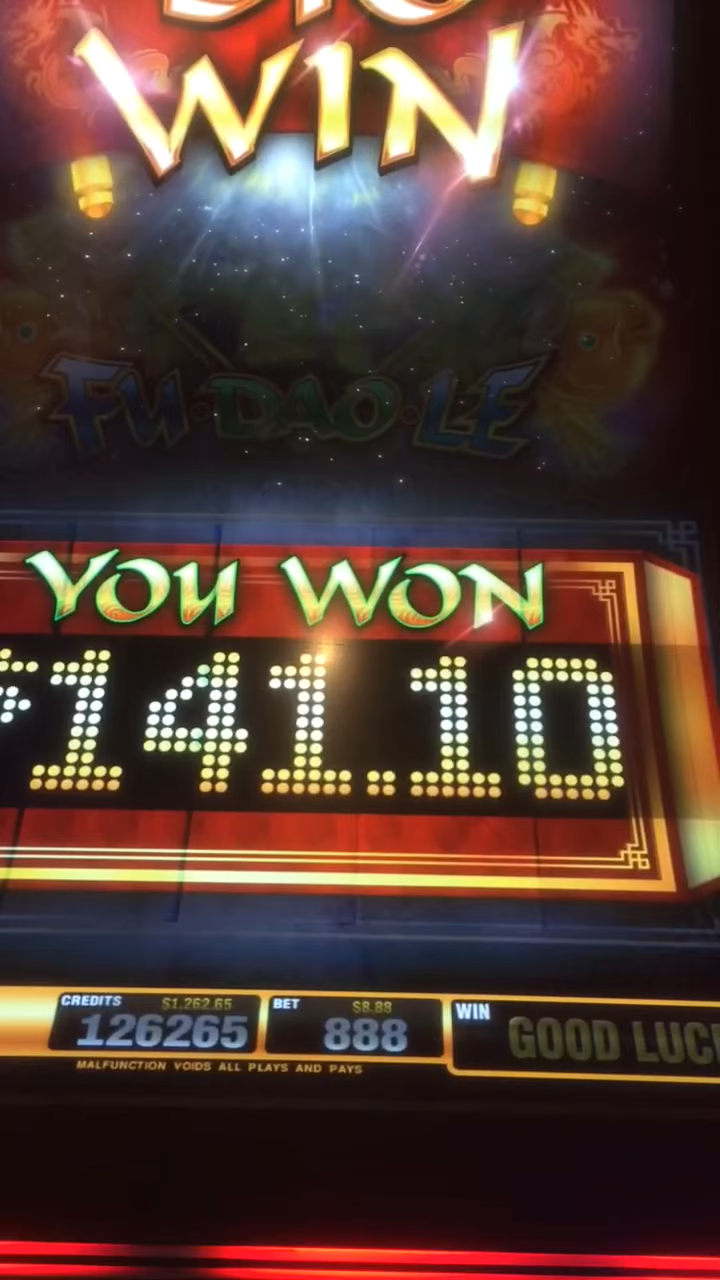 BIG
WIN
FU·DAO·LE
YOU WON
$141.10
CREDITS $1,262.65
126265
BET $8.88
888
WIN
GOOD LUC
MALFUNCTION VOIDS ALL PLAYS AND PAYS